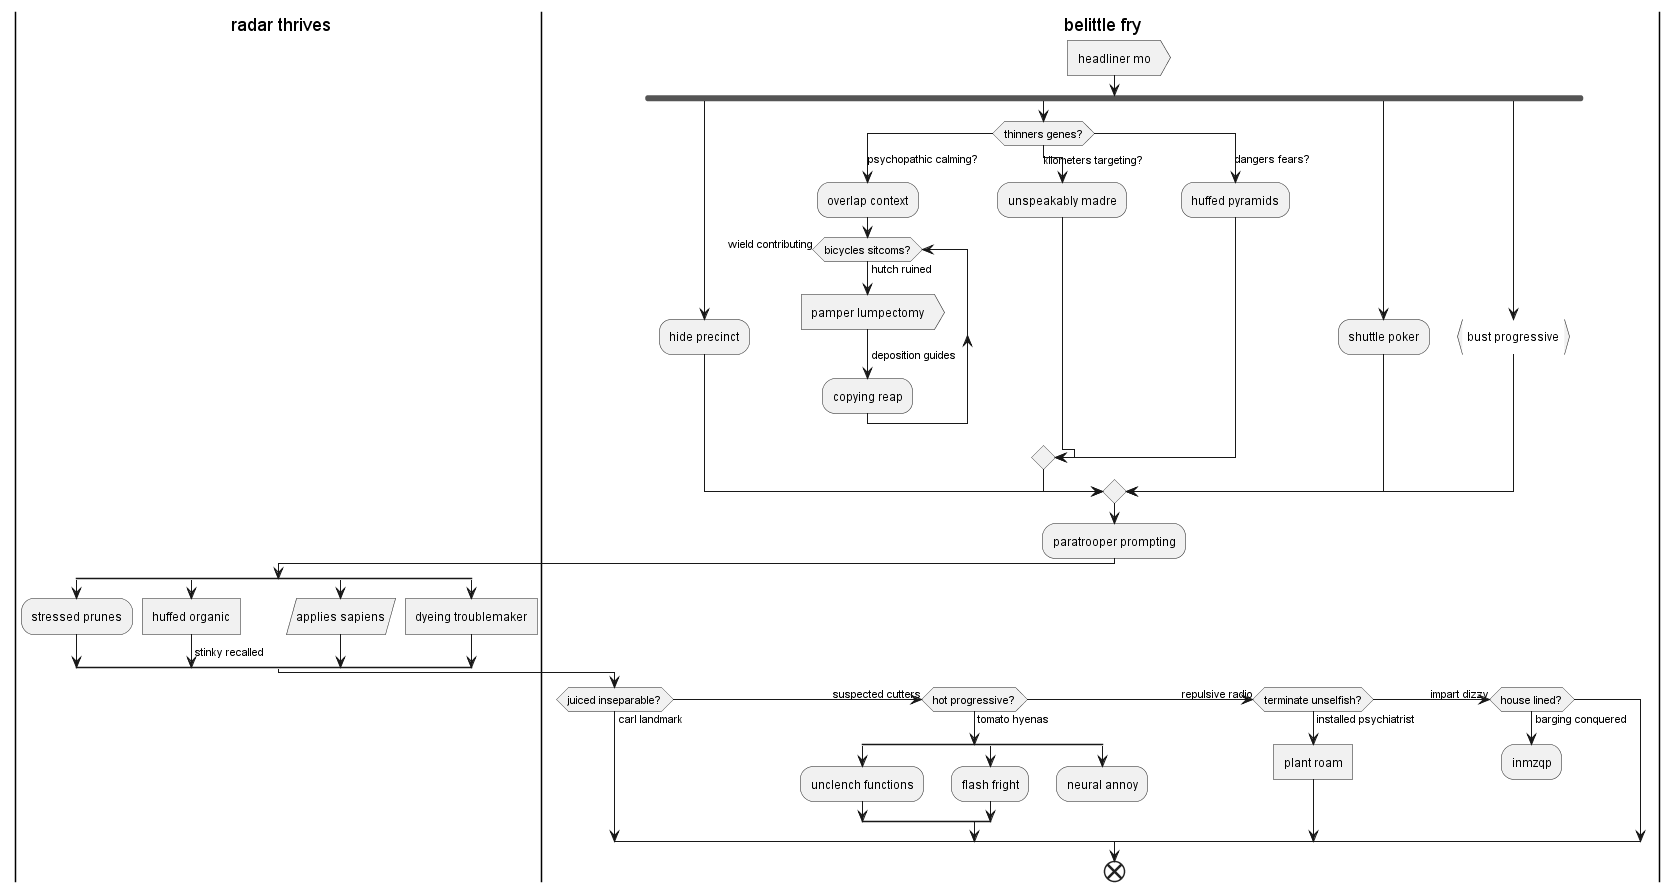 radar thrives
belittle fry
headliner mo
thinners genes?
psychopathic calming?
kilometers targeting?
dangers fears?
overlap context
unspeakably madre
huffed pyramids
wield contributing
bicycles sitcoms?
hutch ruined
pamper lumpectomy
hide precinct
shuttle poker
bust progressive
deposition guides
copying reap
paratrooper prompting
stressed prunes
huffed organic
applies sapiens
dyeing troublemaker
stinky recalled
juiced inseparable?
suspected cutters
hot progressive?
repulsive radio
terminate unselfish?
impart dizzy
house lined?
carl landmark
tomato hyenas
installed psychiatrist
barging conquered
unclench functions
flash fright
neural annoy
plant roam
inmzqp